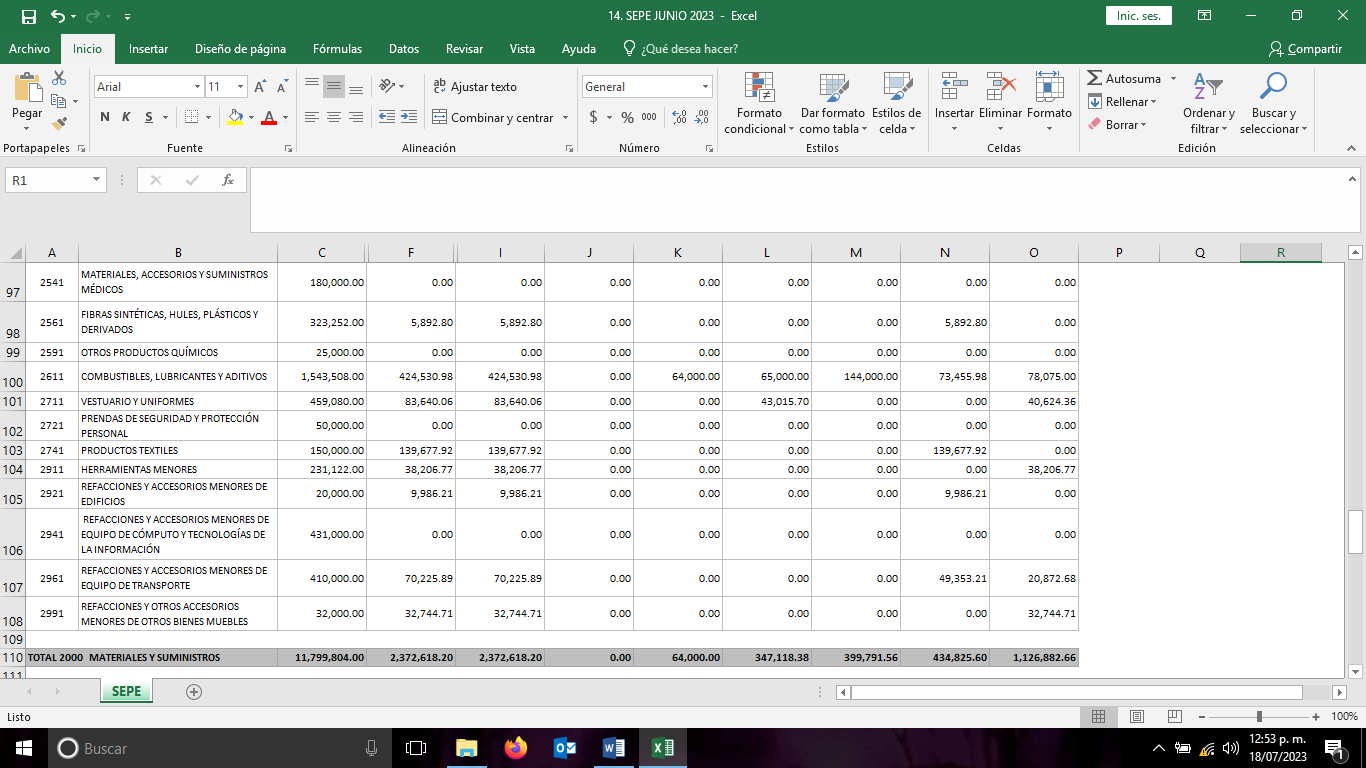 14. SEPE JUNIO 2023 - Excel
Inic. ses.
Archivo Inicio Insertar Diseño de página Fórmulas Datos Revisar Vista Ayuda ¿Qué desea hacer? Compartir
Pegar
Arial 11
N K S
A
Ajustar texto
Combinar y centrar
General
$ % 000
Formato condicional
Dar formato como tabla
Estilos de celda
Insertar Eliminar Formato
Autosuma
Rellenar
Borrar
Ordenar y filtrar
Buscar y seleccionar
Portapapeles Fuente Alineación Número Estilos Celdas Edición
R1 fx
A B C F I J K L M N O P Q R
97 2541 MATERIALES, ACCESORIOS Y SUMINISTROS MÉDICOS 180,000.00 0.00 0.00 0.00 0.00 0.00 0.00 0.00 0.00
98 2561 FIBRAS SINTÉTICAS, HULES, PLÁSTICOS Y DERIVADOS 323,252.00 5,892.80 5,892.80 0.00 0.00 0.00 0.00 5,892.80 0.00
99 2591 OTROS PRODUCTOS QUÍMICOS 25,000.00 0.00 0.00 0.00 0.00 0.00 0.00 0.00 0.00
100 2611 COMBUSTIBLES, LUBRICANTES Y ADITIVOS 1,543,508.00 424,530.98 424,530.98 0.00 64,000.00 65,000.00 144,000.00 73,455.98 78,075.00
101 2711 VESTUARIO Y UNIFORMES 459,080.00 83,640.06 83,640.06 0.00 0.00 43,015.70 0.00 0.00 40,624.36
102 2721 PRENDAS DE SEGURIDAD Y PROTECCIÓN PERSONAL 50,000.00 0.00 0.00 0.00 0.00 0.00 0.00 0.00 0.00
103 2741 PRODUCTOS TEXTILES 150,000.00 139,677.92 139,677.92 0.00 0.00 0.00 0.00 139,677.92 0.00
104 2911 HERRAMIENTAS MENORES 231,122.00 38,206.77 38,206.77 0.00 0.00 0.00 0.00 0.00 38,206.77
105 2921 REFACCIONES Y ACCESORIOS MENORES DE EDIFICIOS 20,000.00 9,986.21 9,986.21 0.00 0.00 0.00 0.00 9,986.21 0.00
106 2941 REFACCIONES Y ACCESORIOS MENORES DE EQUIPO DE CÓMPUTO Y TECNOLOGÍAS DE LA INFORMACIÓN 431,000.00 0.00 0.00 0.00 0.00 0.00 0.00 0.00 0.00
107 2961 REFACCIONES Y ACCESORIOS MENORES DE EQUIPO DE TRANSPORTE 410,000.00 70,225.89 70,225.89 0.00 0.00 0.00 0.00 49,353.21 20,872.68
108 2991 REFACCIONES Y OTROS ACCESORIOS MENORES DE OTROS BIENES MUEBLES 32,000.00 32,744.71 32,744.71 0.00 0.00 0.00 0.00 0.00 32,744.71
109
110 TOTAL 2000 MATERIALES Y SUMINISTROS 11,799,804.00 2,372,618.20 2,372,618.20 0.00 64,000.00 347,118.38 399,791.56 434,825.60 1,126,882.66
111
SEPE
Listo 100%
Buscar
12:53 p. m.
18/07/2023
1